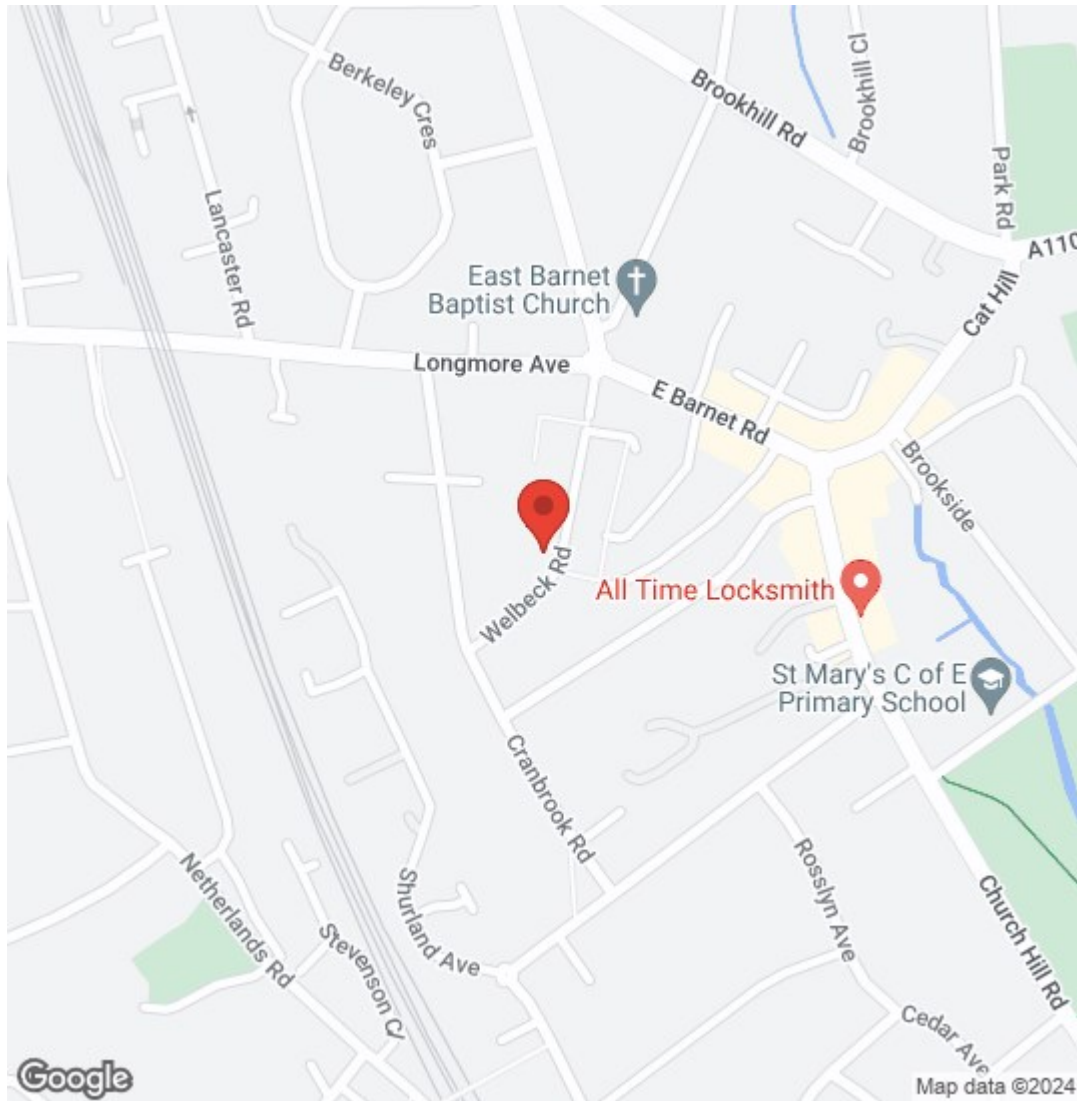 Berkeley Cres
Brookhill Rd
Brookhill Cl
Park Rd
Lancaster Rd
A110
East Barnet
Baptist Church
Cat Hill
Longmore Ave
E Barnet Rd
Brookside
Welbeck Rd
All Time Locksmith
St Mary's C of E
Primary School
Cranbrook Rd
Netherlands Rd
Shurland Ave
Stevenson Cl
Rosslyn Ave
Church Hill Rd
Cedar Ave
Google
Map data ©2024